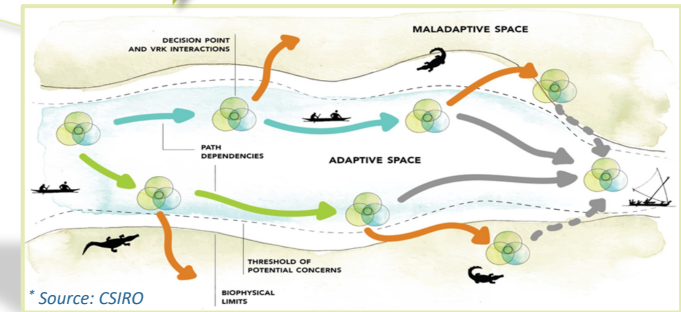 MALADAPTIVE SPACE
DECISION POINT
AND VRK INTERACTIONS
PATH
DEPENDENCIES
ADAPTIVE SPACE
THRESHOLD OF
POTENTIAL CONCERNS
BIOPHYSICAL
LIMITS
* Source: CSIRO